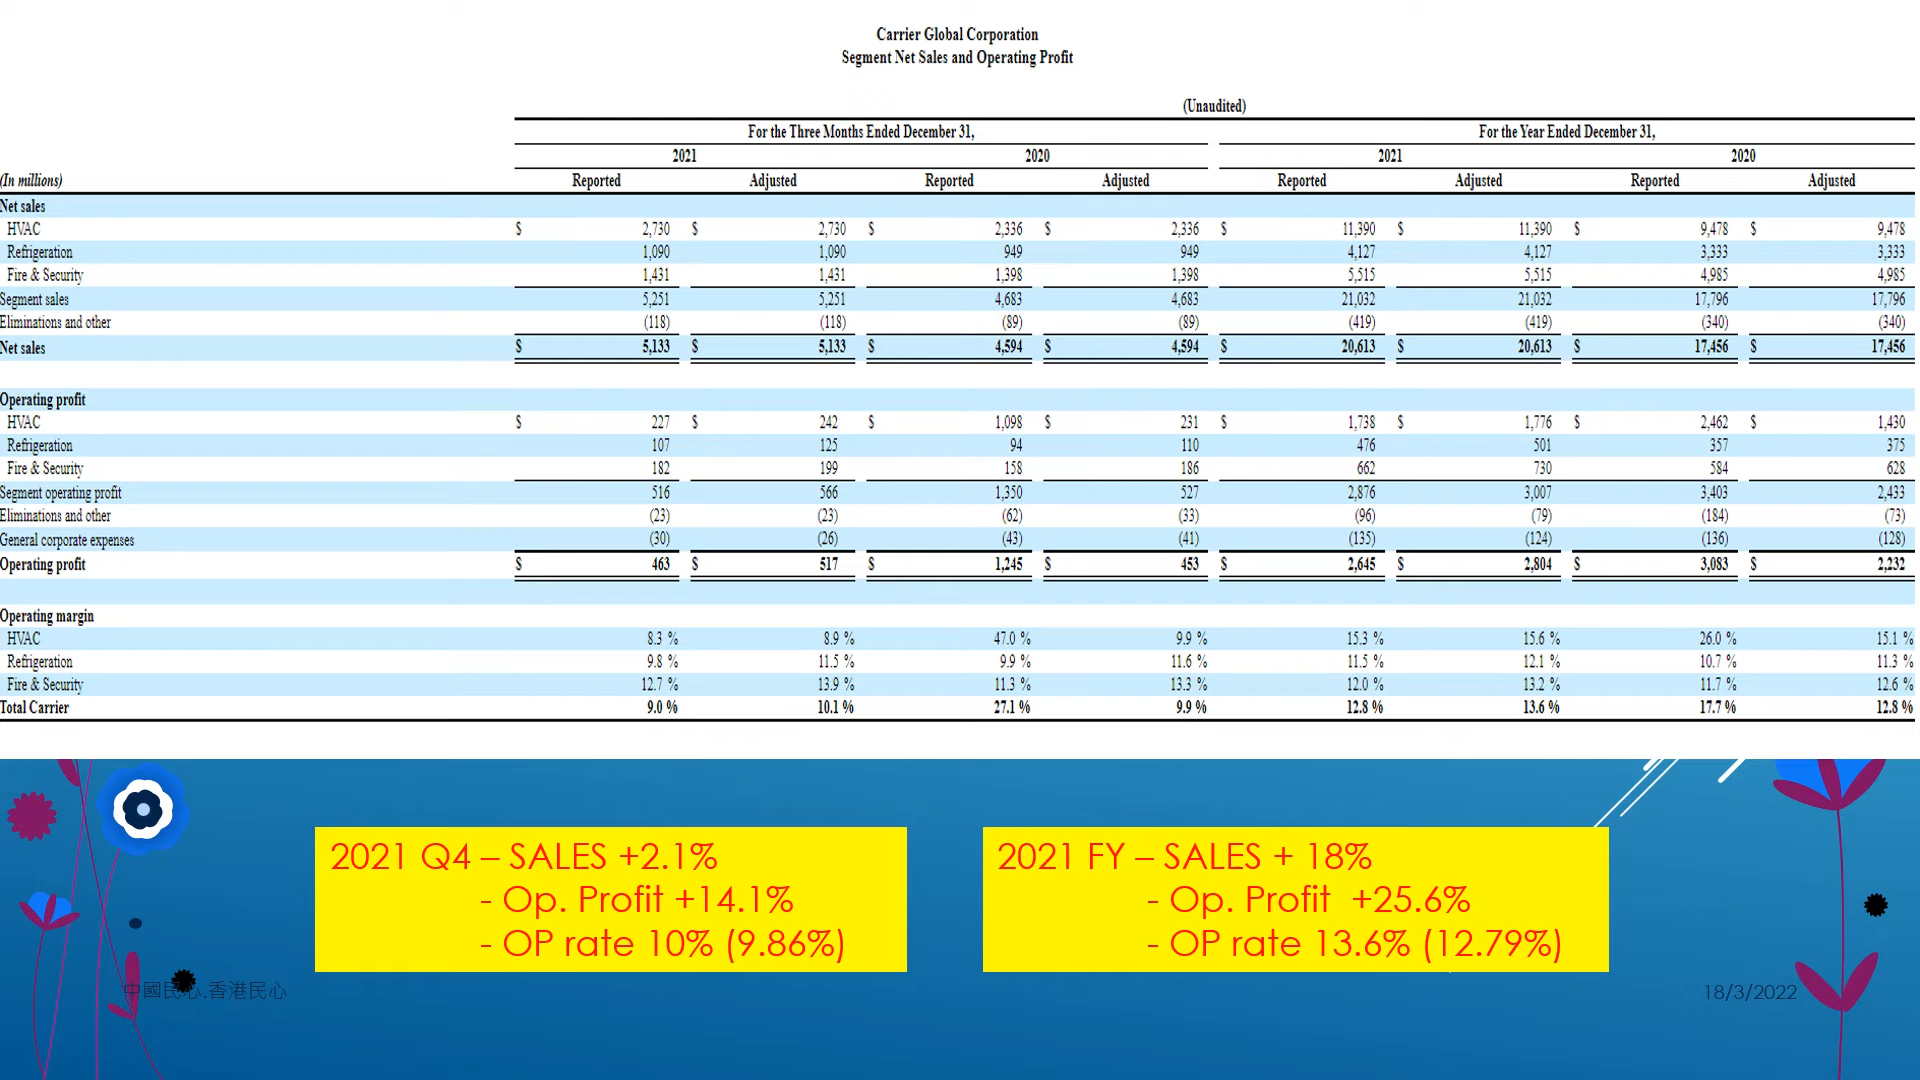 Carrier Global Corporation
Segment Net Sales and Operating Profit
(Unaudited)
For the Three Months Ended December 31, For the Year Ended December 31,
2021 2020 2021 2020
(In millions) Reported Adjusted Reported Adjusted Reported Adjusted Reported Adjusted
Net sales
HVAC $ 2,730 $ 2,730 $ 2,336 $ 2,336 $ 11,390 $ 11,390 $ 9,478 $ 9,478
Refrigeration 1,090 1,090 949 949 4,127 4,127 3,333 3,333
Fire & Security 1,431 1,431 1,398 1,398 5,515 5,515 4,985 4,985
Segment sales 5,251 5,251 4,683 4,683 21,032 21,032 17,796 17,796
Eliminations and other (118) (118) (89) (89) (419) (419) (340) (340)
Net sales $ 5,133 $ 5,133 $ 4,594 $ 4,594 $ 20,613 $ 20,613 $ 17,456 $ 17,456
Operating profit
HVAC $ 227 $ 242 $ 1,098 $ 231 $ 1,738 $ 1,776 $ 2,462 $ 1,430
Refrigeration 107 125 94 110 476 501 357 375
Fire & Security 182 199 158 186 662 730 584 628
Segment operating profit 516 566 1,350 527 2,876 3,007 3,403 2,433
Eliminations and other (23) (23) (62) (33) (96) (79) (184) (73)
General corporate expenses (30) (26) (43) (41) (135) (124) (136) (128)
Operating profit $ 463 $ 517 $ 1,245 $ 453 $ 2,645 $ 2,804 $ 3,083 $ 2,232
Operating margin
HVAC 8.3 % 8.9 % 47.0 % 9.9 % 15.3 % 15.6 % 26.0 % 15.1 %
Refrigeration 9.8 % 11.5 % 9.9 % 11.6 % 11.5 % 12.1 % 10.7 % 11.3 %
Fire & Security 12.7 % 13.9 % 11.3 % 13.3 % 12.0 % 13.2 % 11.7 % 12.6 %
Total Carrier 9.0 % 10.1 % 27.1 % 9.9 % 12.8 % 13.6 % 17.7 % 12.8 %
2021 Q4 – SALES +2.1%
- Op. Profit +14.1%
- OP rate 10% (9.86%)
2021 FY – SALES + 18%
- Op. Profit +25.6%
- OP rate 13.6% (12.79%)
中國民心.香港民心
18/3/2022